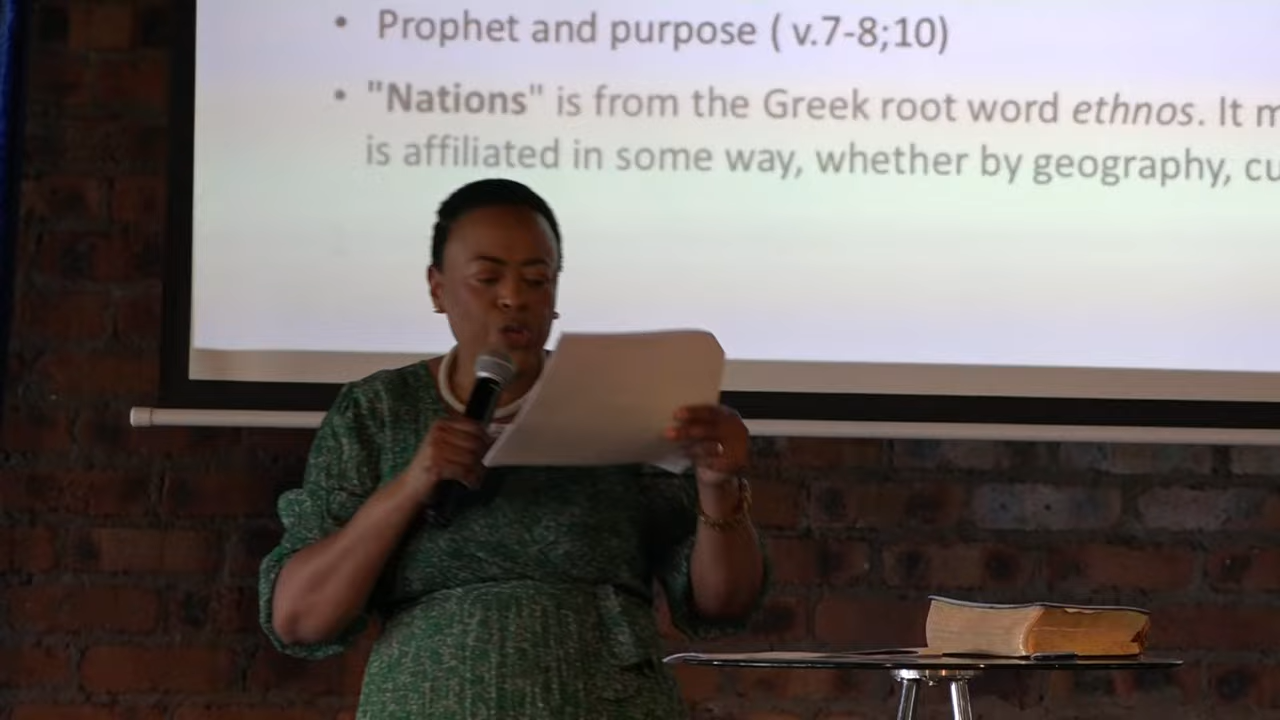 • Prophet and purpose ( v.7-8;10)
• "Nations" is from the Greek root word ethnos. It
is affiliated in some way, whether by geography,